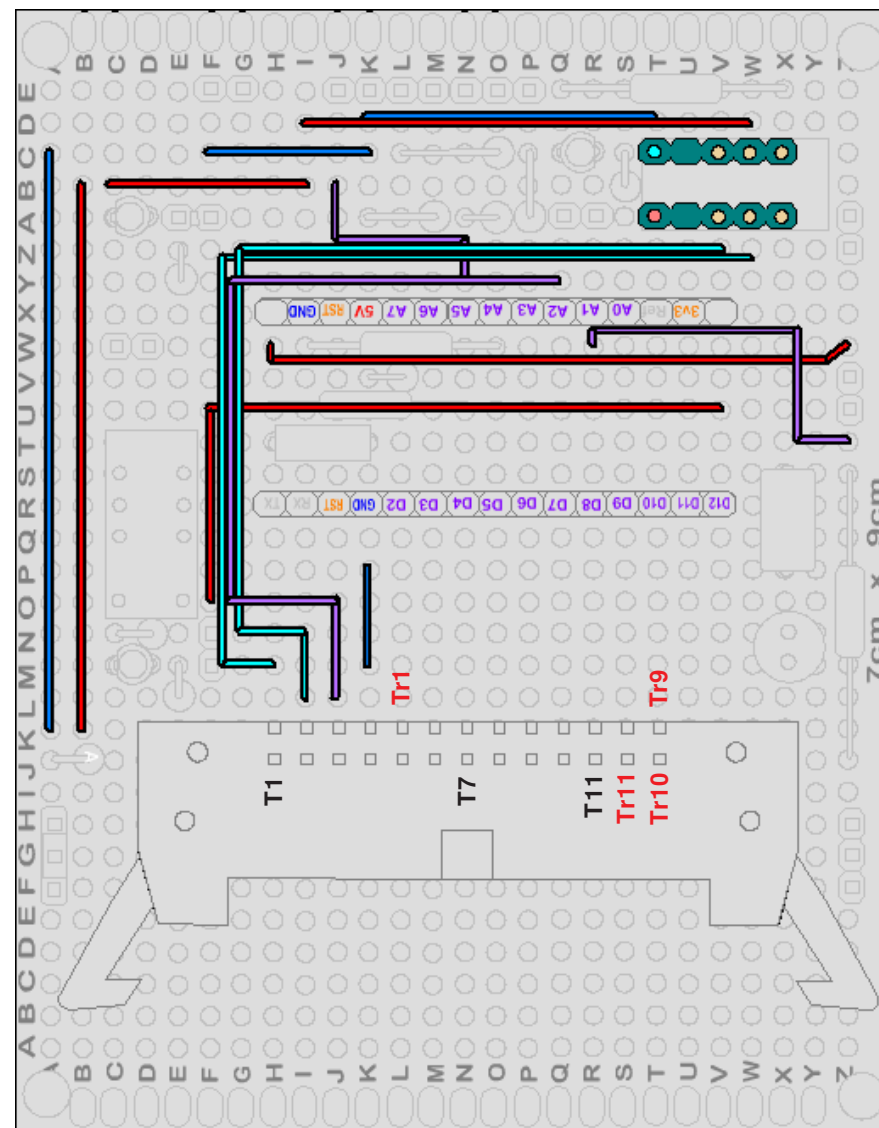 A B C D E F G H I J K L M N O P Q R S T U V W X Y Z
E
D
C
B
A
Z
Y
X
GND RST 5V A7 A6 A5 A4 A3 A2 A1 A0 Ref 3v3
W
V
U
T
S
R
TX RX RST GND D2 D3 D4 D5 D6 D7 D8 D9 D10 D11 D12
Q
P
O
N
M
7cm x 9cm
L
Tr1 Tr9
K
J
A
I
T1 T7 T11 Tr11 Tr10
H
G
F
E
D
C
B
A
A B C D E F G H I J K L M N O P Q R S T U V W X Y Z